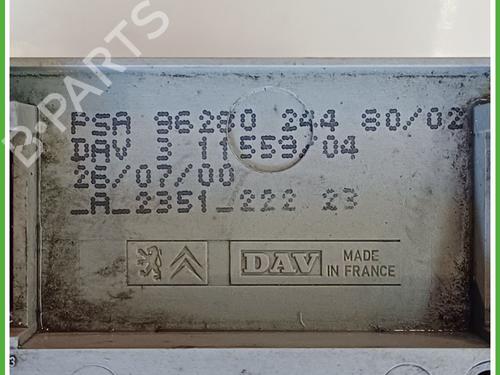 PSA 96280 244 80/02
DAV 3 11559/04
26/07/00
_A_2351_222 23
DAV
MADE
IN FRANCE
B-PARTS